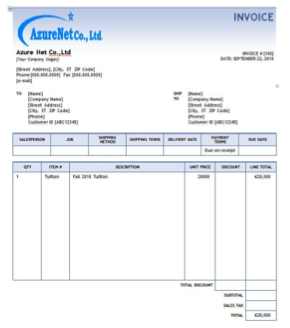 INVOICE
AzureNet Co., Ltd.
Azure Net Co.,Ltd
[Your Company Slogan]
INVOICE # [100]
DATE: SEPTEMBER 22, 2010
[Street Address], [City, ST ZIP Code]
Phone [000.000.0000] Fax [000.000.0000]
[e-mail]
TO [Name]
[Company Name]
[Street Address]
[City, ST ZIP Code]
[Phone]
Customer ID [ABC12345]
SHIP TO [Name]
[Company Name]
[Street Address]
[City, ST ZIP Code]
[Phone]
Customer ID [ABC12345]
SALESPERSON JOB SHIPPING METHOD SHIPPING TERMS DELIVERY DATE PAYMENT TERMS DUE DATE
Due on receipt
QTY ITEM # DESCRIPTION UNIT PRICE DISCOUNT LINE TOTAL
1 Tuition Fall 2010 Tuition 20000 €20,000
TOTAL DISCOUNT
SUBTOTAL
SALES TAX
TOTAL €20,000